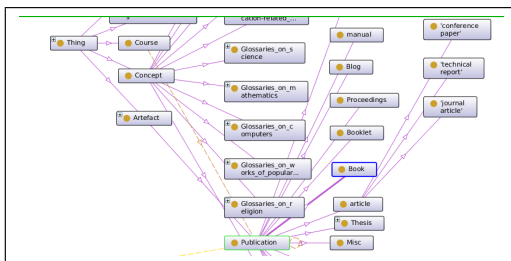 cation-related_...
Thing
Course
Concept
Artefact
Glossaries_on_s
cience
Glossaries_on_m
athematics
Glossaries_on_c
omputers
Glossaries_on_w
orks_of_popular...
Glossaries_on_r
eligion
Publication
manual
Blog
Proceedings
Booklet
Book
article
Thesis
Misc
'conference
paper'
'technical
report'
'journal
article'